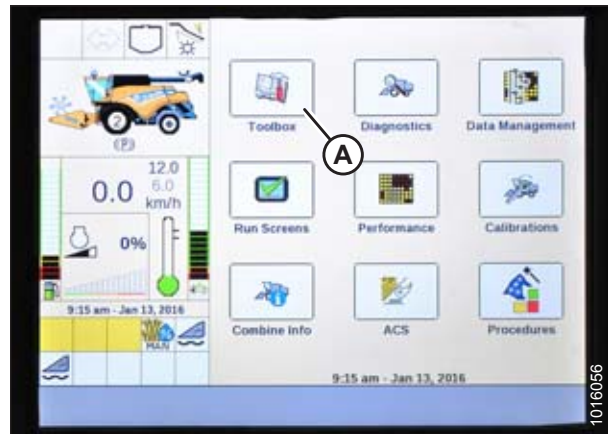 Toolbox
Diagnostics
Data Management
A
2
(P)
12.0
0.0
6.0
km/h
Run Screens
Performance
Calibrations
0%
9:15 am - Jan 13, 2016
MAN
Combine Info
ACS
Procedures
9:15 am - Jan 13, 2016
1016056